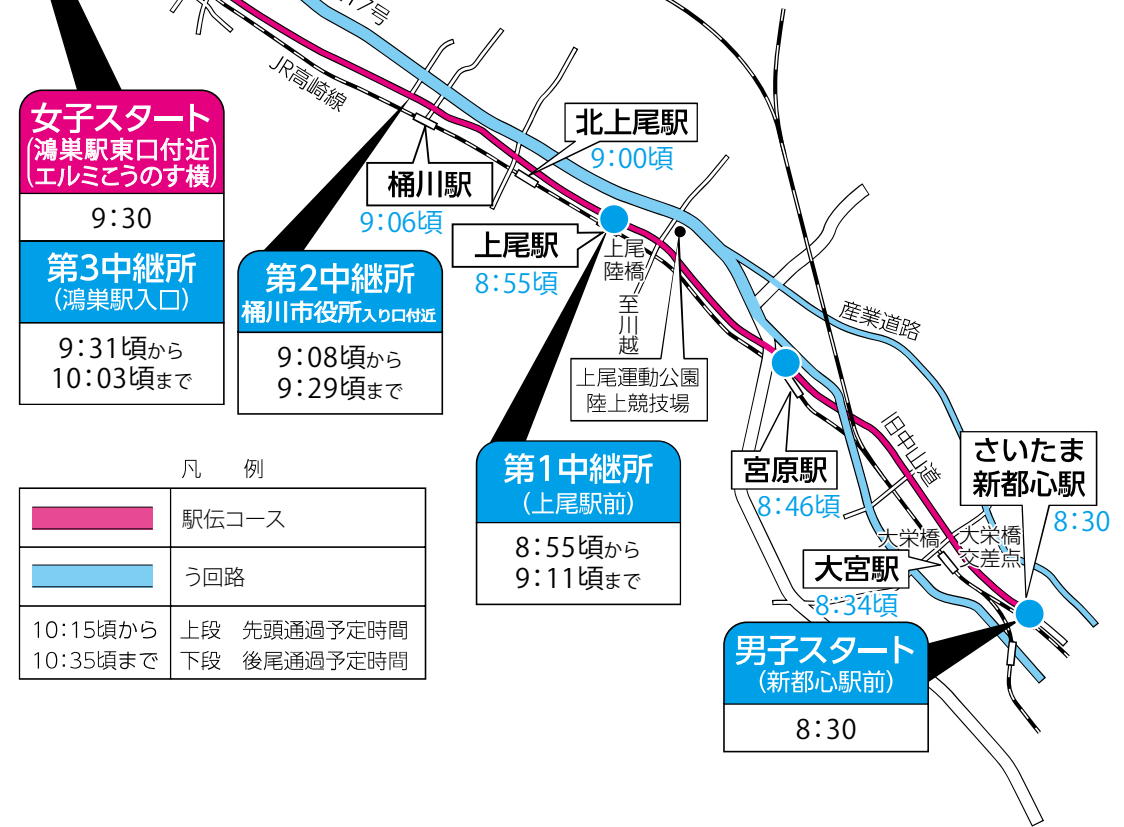 17号
JR高崎線
女子スタート
(鴻巣駅東口付近)
(エルミこうのす横)
9:30
第3中継所
(鴻巣駅入口)
9:31頃から
10:03頃まで
第2中継所
桶川市役所入り口付近
9:08頃から
9:29頃まで
桶川駅
9:06頃
北上尾駅
9:00頃
上尾駅
8:55頃
上尾
陸橋
至川越
上尾運動公園
陸上競技場
産業道路
第1中継所
(上尾駅前)
8:55頃から
9:11頃まで
宮原駅
8:46頃
旧中山道
さいたま
新都心駅
8:30
大栄橋
大栄橋
交差点
大宮駅
8:34頃
男子スタート
(新都心駅前)
8:30
凡 例
駅伝コース
う回路
10:15頃から 上段 先頭通過予定時間
10:35頃まで 下段 後尾通過予定時間